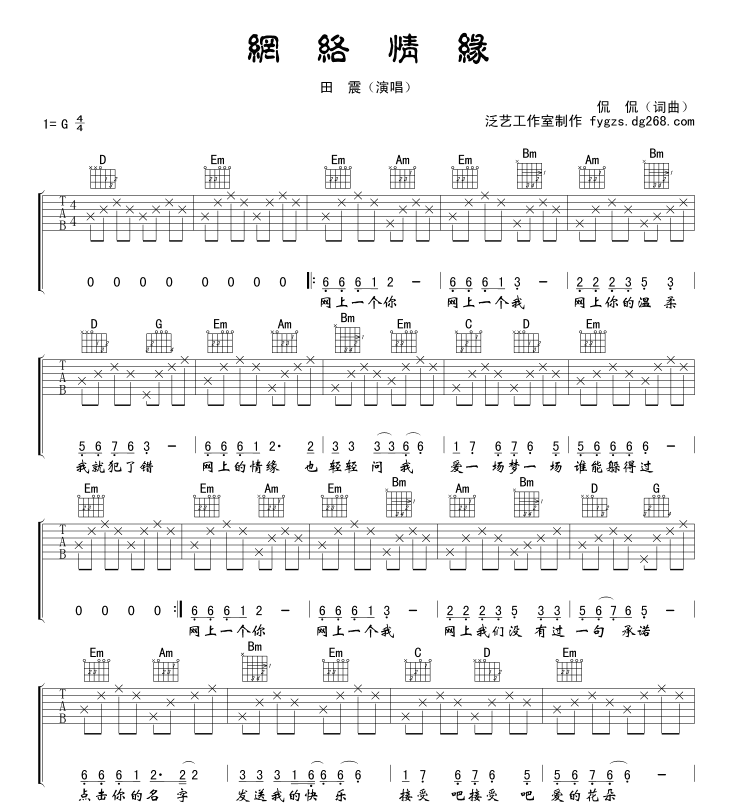 網 絡 情 緣
田 震（演唱）
侃 侃（词曲）
1= G 4/4 泛艺工作室制作 fygzs.dg268.com
D Em Em Am Em Bm Am Bm
T A B 4 4
0 0 0 0 0 0 0 0 6 6 6 1 2 - 6 6 6 1 3 - 2 2 2 3 5 3
网上一个你 网上一个我 网上你的温 柔
D G Em Am Bm Em C D Em
T A B
5 6 7 6 3 - 6 6 6 1 2· 2 3 3 3 3 6 6 1 7 6 7 6 5 5 6 6 6 6 -
我就犯了错 网上的情缘 也 轻轻 问 我 爱一 场梦一 场 谁能躲得过
Em Em Am Em Bm Am Bm D G
T A B
0 0 0 0 6 6 6 1 2 - 6 6 6 1 3 - 2 2 2 3 5 3 3 5 6 7 6 5 -
网上一个你 网上一个我 网上我们没 有过 一句 承诺
Em Am Bm Em C D Em
T A B
6 6 6 1 2· 2 2 3 3 3 1 6 6 6 6 1 7 6 6 7 6 5 5 6 7 6 6 -
点击你的名 字 发送我的快 乐 接受 吧接受 吧 爱的花朵